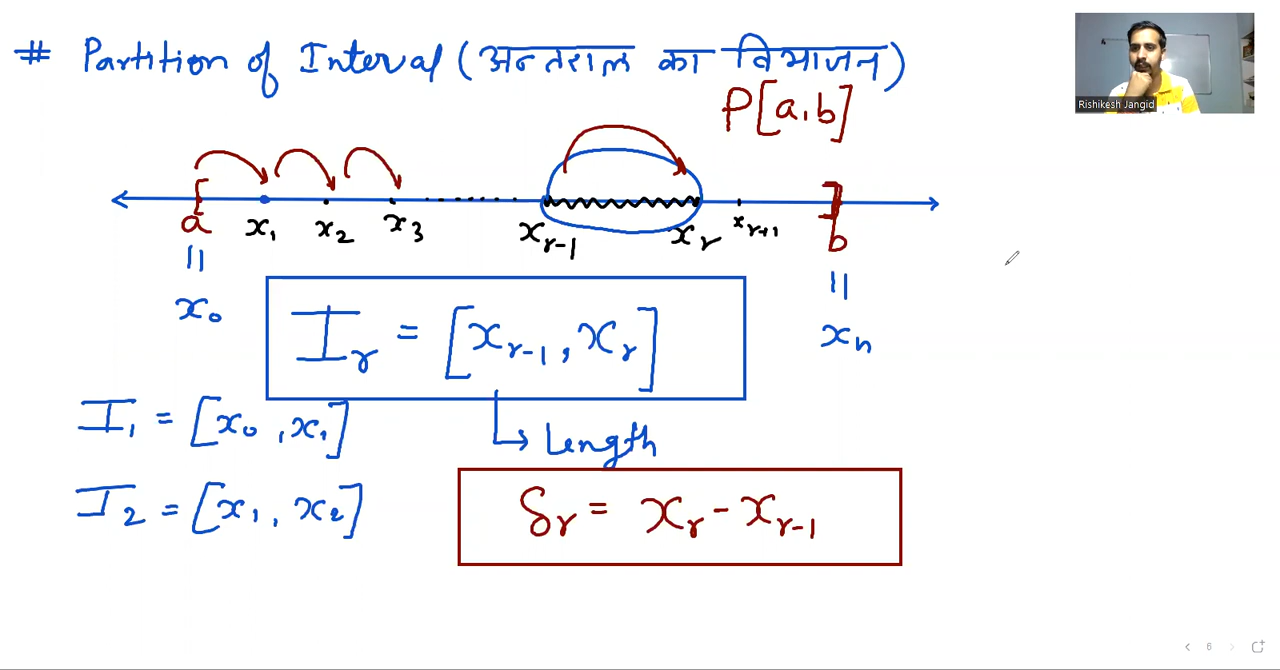 # Partition of Interval (अन्तराल का विभाजन)
Rishikesh Jangid
P[a, b]
a x₁ x₂ x₃ ....... xᵣ₋₁ xᵣ xᵣ₊₁ b
|| ||
x₀ xₙ
Iᵣ = [xᵣ₋₁, xᵣ]
I₁ = [x₀, x₁]
Length
I₂ = [x₁, x₂]
δᵣ = xᵣ - xᵣ₋₁
6